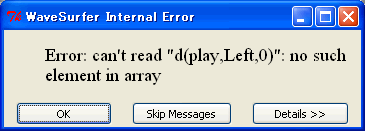 WaveSurfer Internal Error
Error: can't read "d(play,Left,0)": no such
element in array
OK
Skip Messages
Details >>